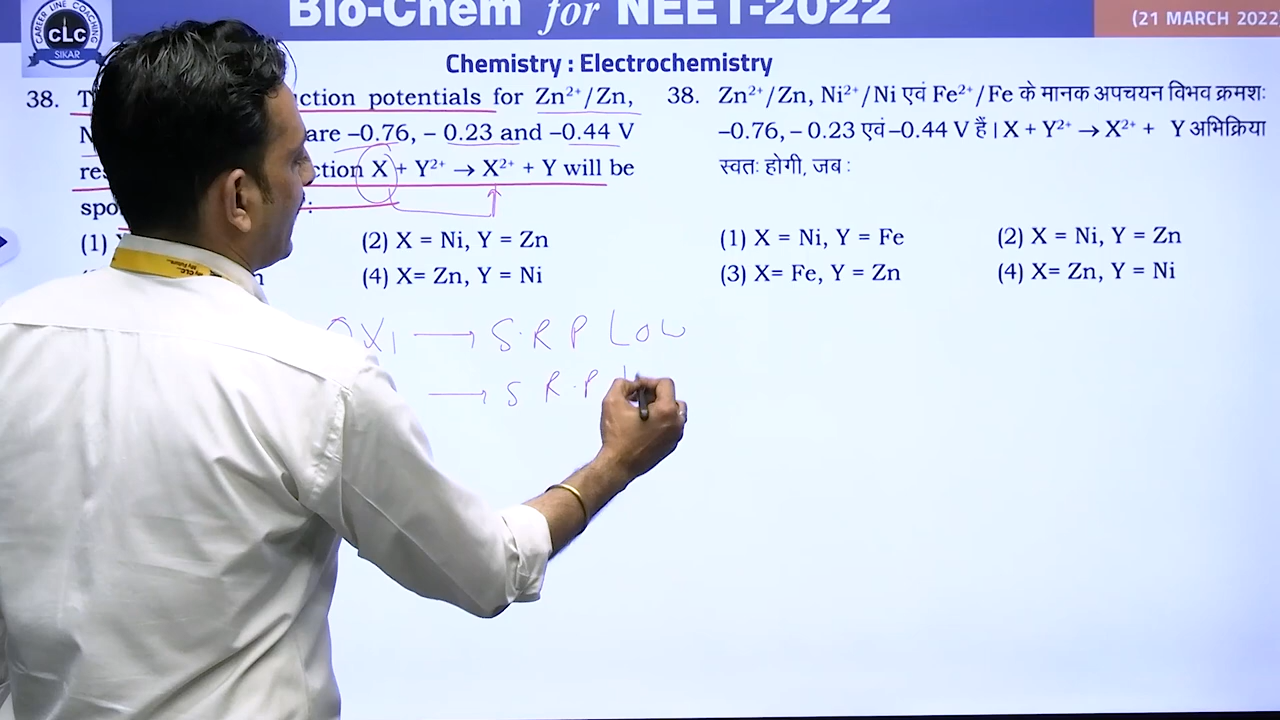 Bio-Chem for NEET-2022
(21 MARCH 2022
CAREER LINE COACHING
CLC
SIKAR
Chemistry : Electrochemistry
38.
ction potentials for Zn²⁺/Zn,
are –0.76, – 0.23 and –0.44 V
ction X + Y²⁺ → X²⁺ + Y will be
(1)
(2) X = Ni, Y = Zn
(4) X= Zn, Y = Ni
OXI → S.R.P LOW
→ S R.P
38. Zn²⁺/Zn, Ni²⁺/Ni एवं Fe²⁺/Fe के मानक अपचयन विभव क्रमशः
–0.76, – 0.23 एवं –0.44 V हैं। X + Y²⁺ → X²⁺ + Y अभिक्रिया
स्वतः होगी, जब :
(1) X = Ni, Y = Fe (2) X = Ni, Y = Zn
(3) X= Fe, Y = Zn (4) X= Zn, Y = Ni